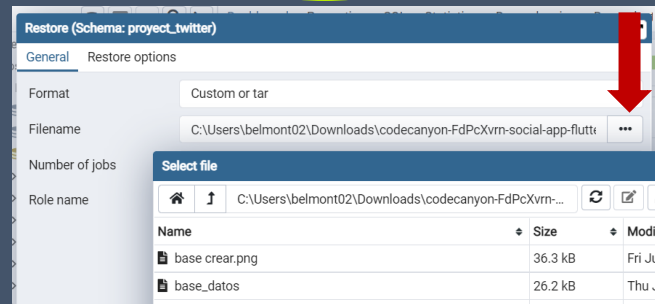 Restore (Schema: proyect_twitter)
General Restore options
Format Custom or tar
Filename C:\Users\belmont02\Downloads\codecanyon-FdPcXvrn-social-app-flutte
Number of jobs
Select file
Role name
C:\Users\belmont02\Downloads\codecanyon-FdPcXvrn-...
Name Size Modi
base crear.png 36.3 kB Fri Ju
base_datos 26.2 kB Thu J